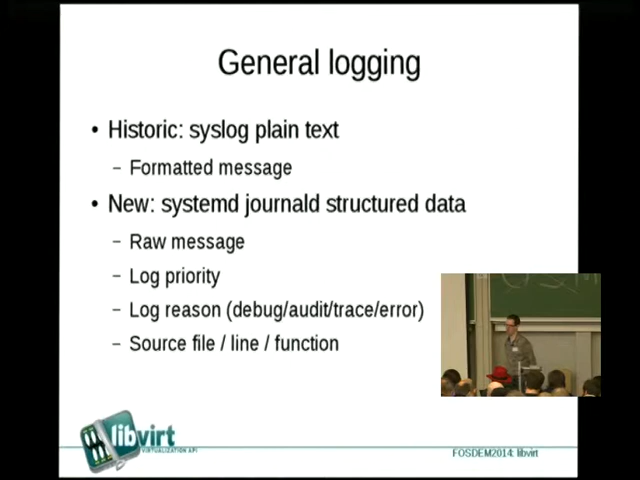 General logging
• Historic: syslog plain text
– Formatted message
• New: systemd journald structured data
– Raw message
– Log priority
– Log reason (debug/audit/trace/error)
– Source file / line / function
libvirt
VIRTUALIZATION API
FOSDEM2014: libvirt